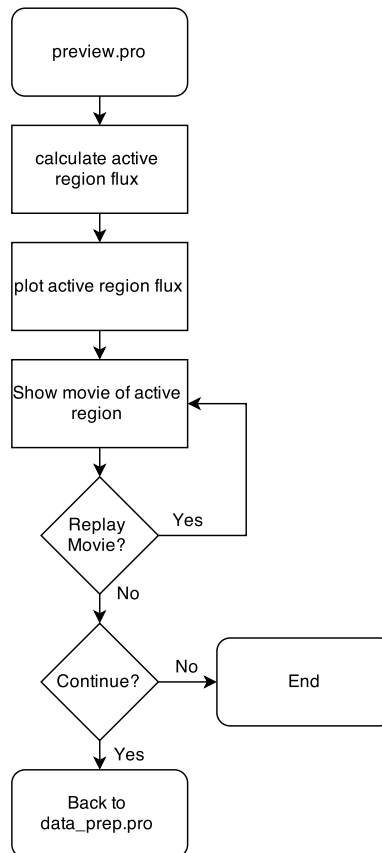 preview.pro
calculate active
region flux
plot active region flux
Show movie of active
region
Replay
Movie?
Yes
No
Continue?
No
End
Yes
Back to
data_prep.pro